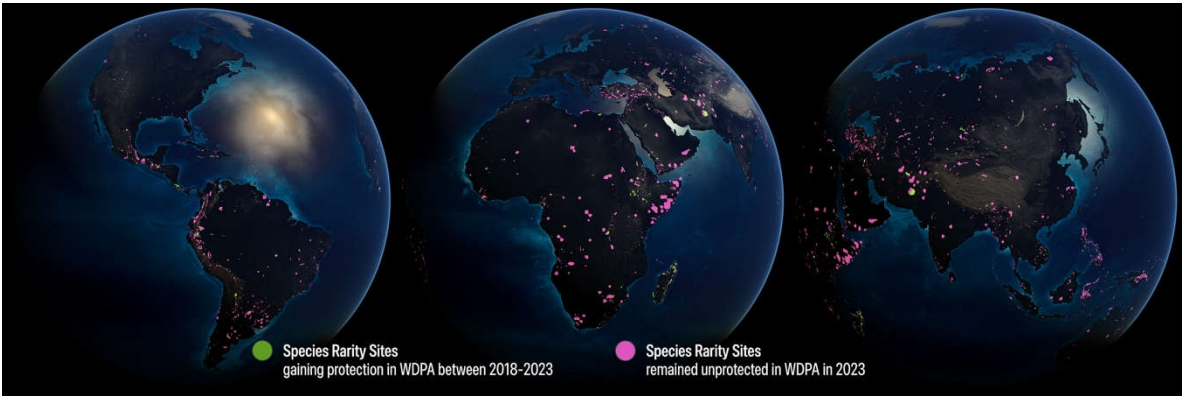 Species Rarity Sites
gaining protection in WDPA between 2018-2023
Species Rarity Sites
remained unprotected in WDPA in 2023